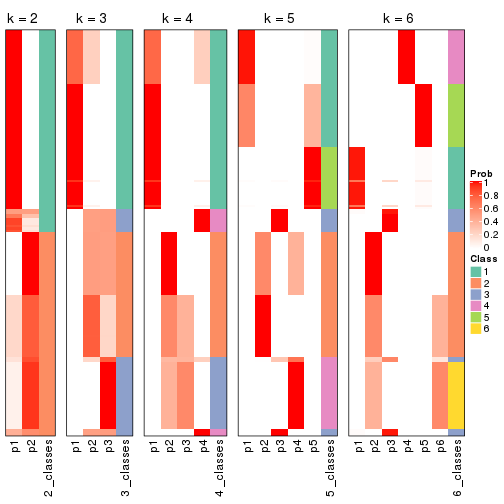 k = 2
k = 3
k = 4
k = 5
k = 6
p1
p2
2_classes
p1
p2
p3
3_classes
p1
p2
p3
p4
4_classes
p1
p2
p3
p4
p5
5_classes
p1
p2
p3
p4
p5
p6
6_classes
Prob
1
0.8
0.6
0.4
0.2
0
Class
1
2
3
4
5
6